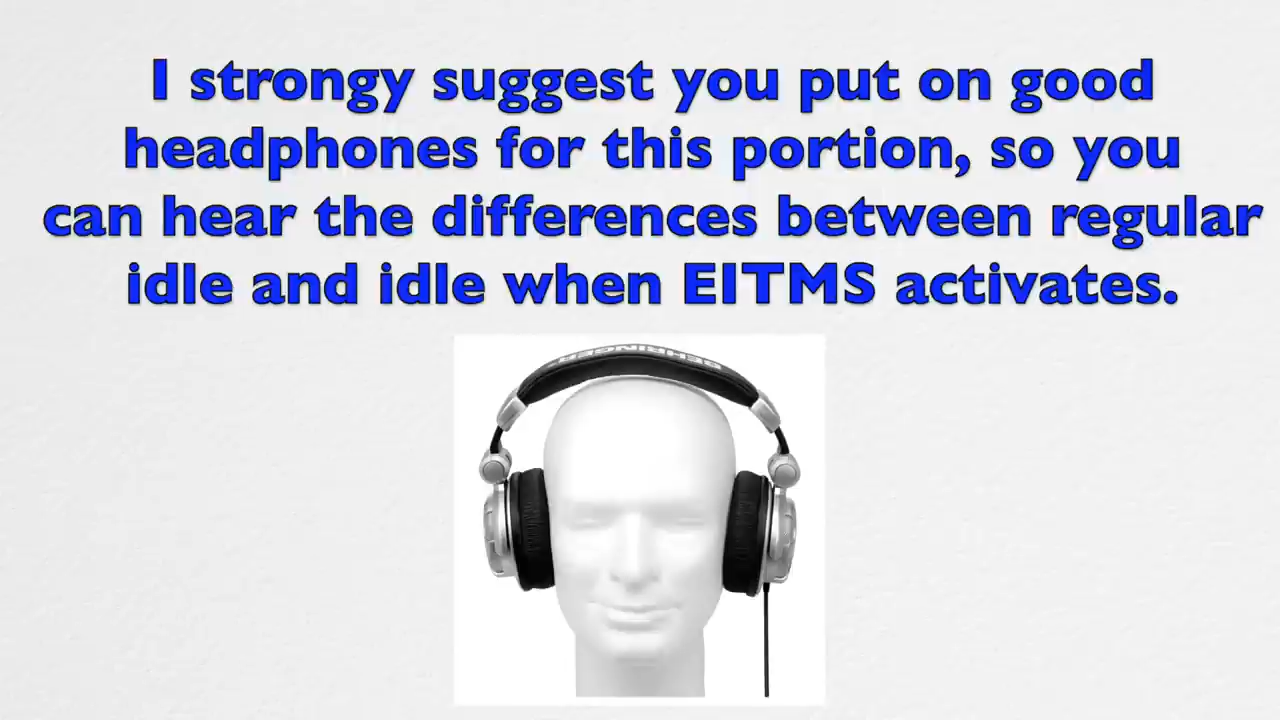 I strongy suggest you put on good
headphones for this portion, so you
can hear the differences between regular
idle and idle when EITMS activates.
BEHRINGER